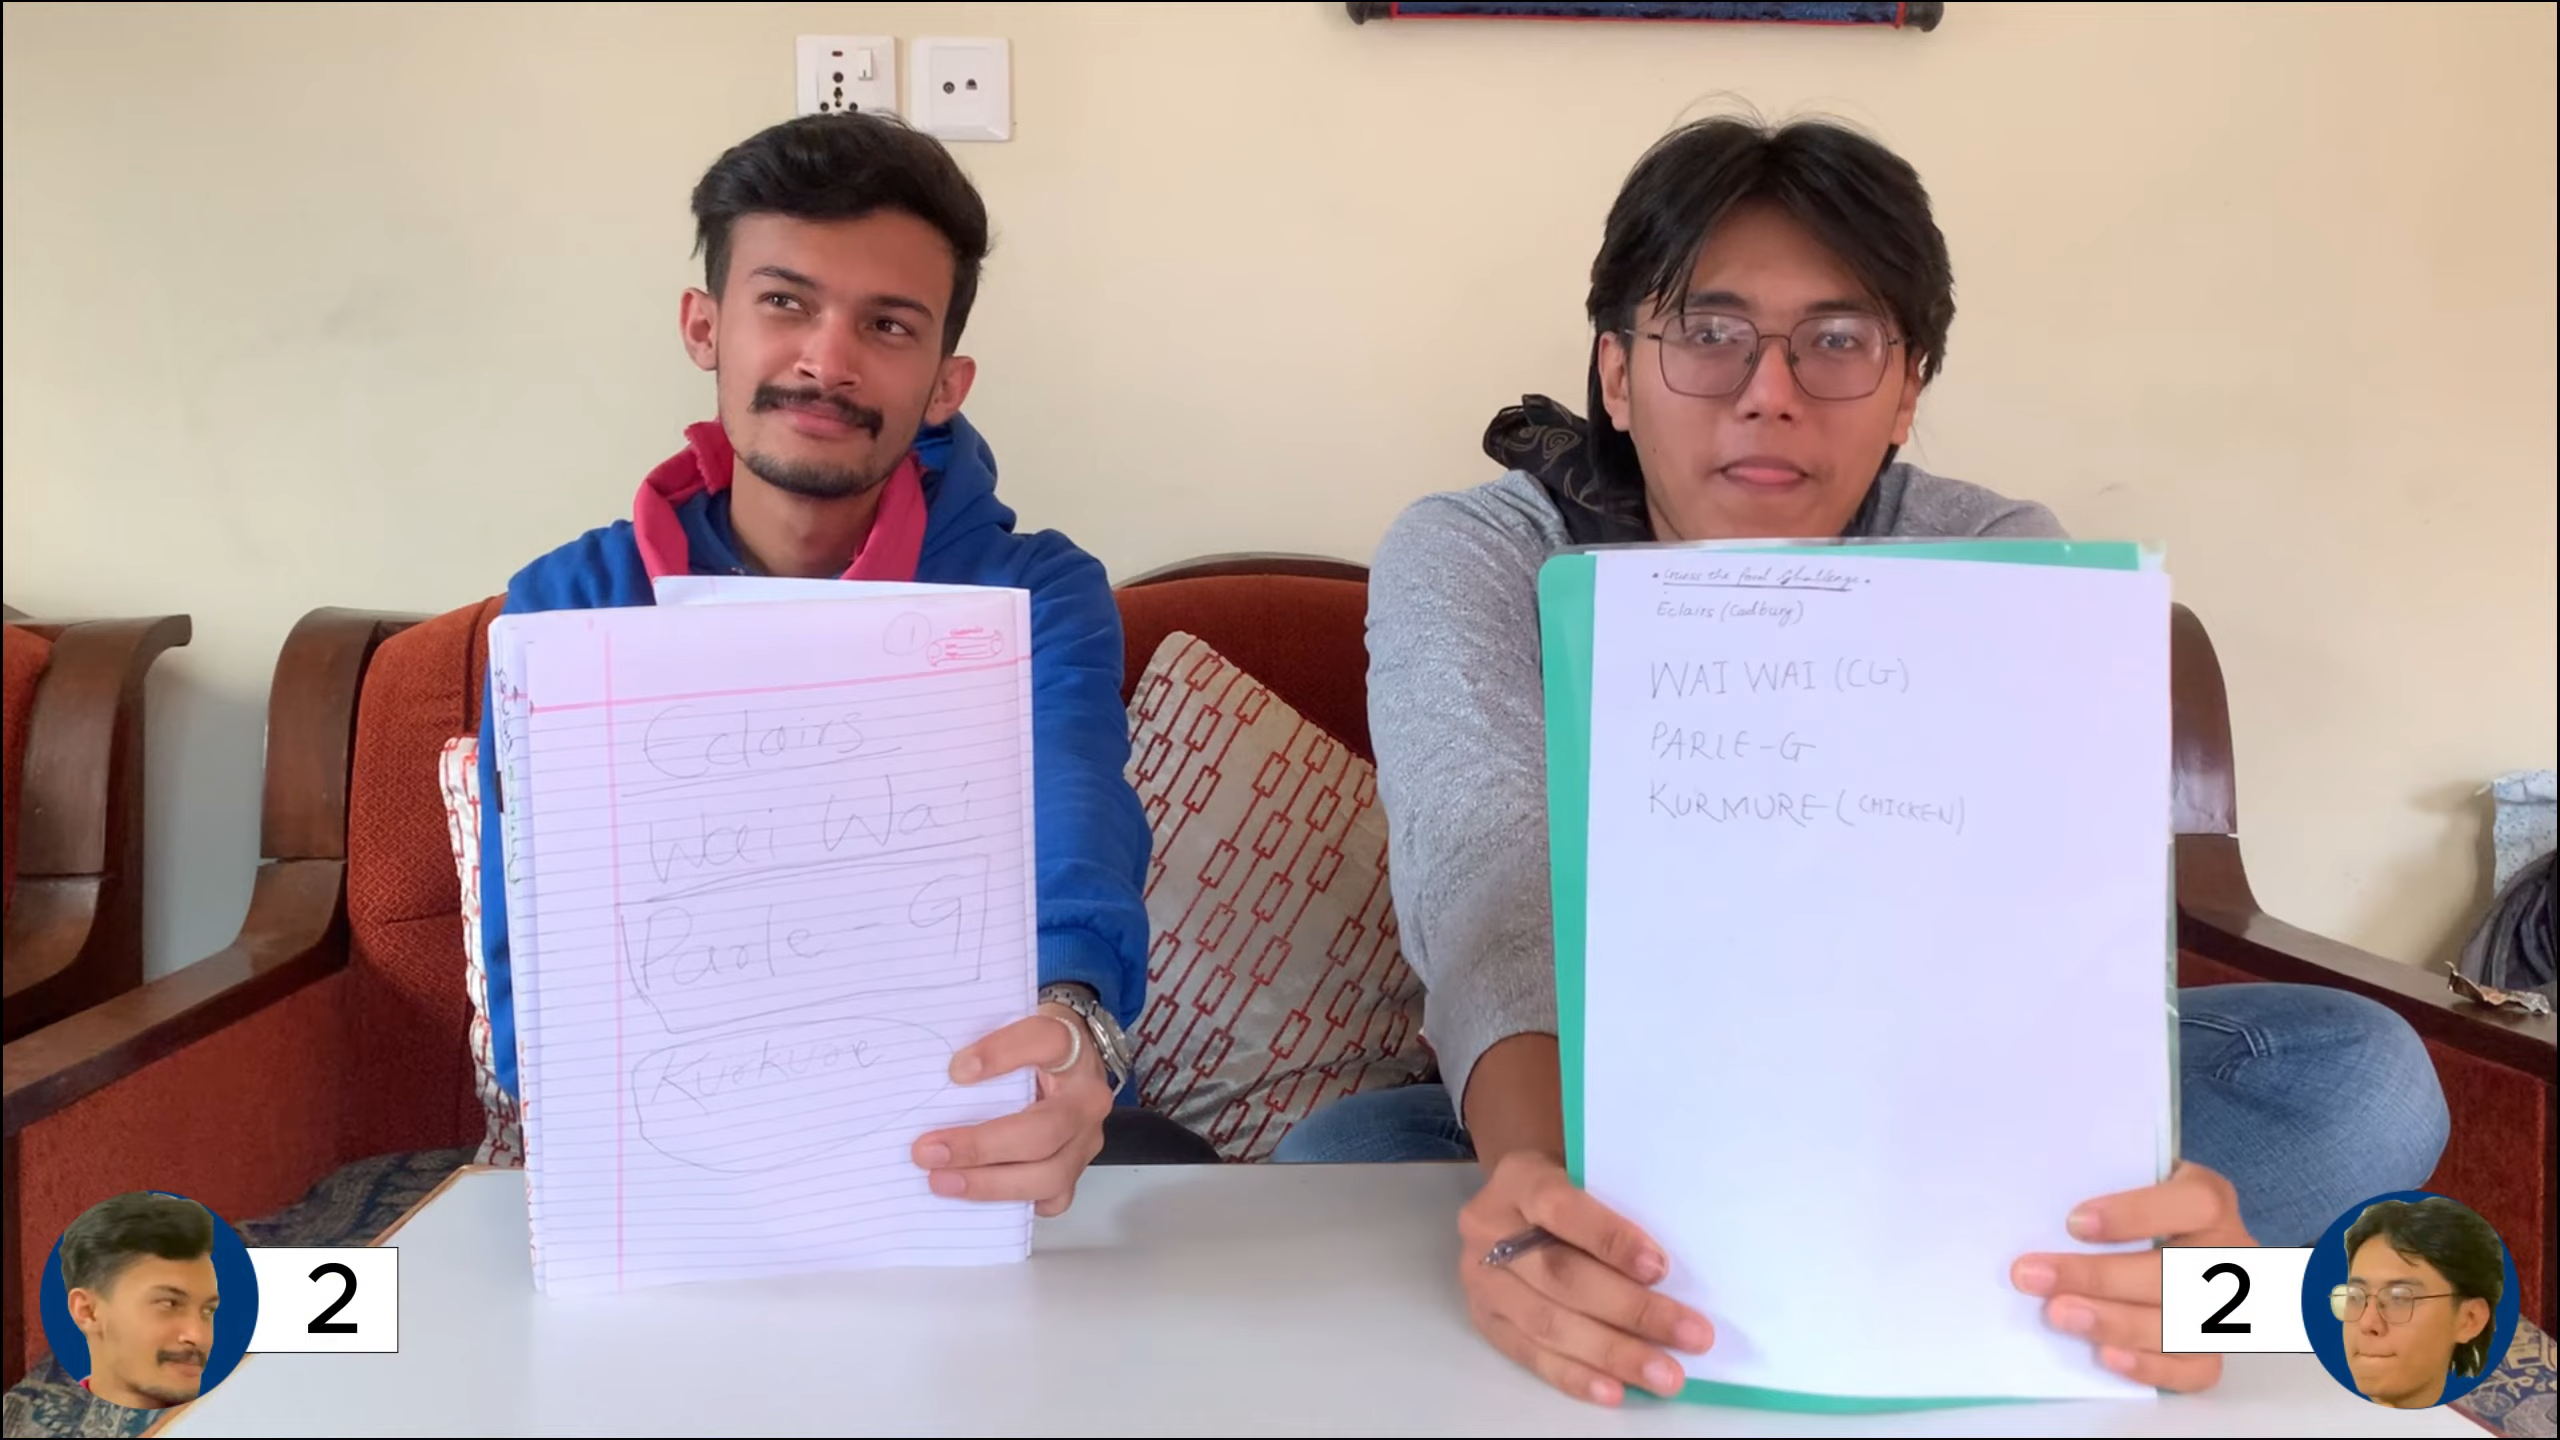 Eclairs
Wai Wai
Parle-G
Kurkure
Guess the food Challenge
Eclairs (Cadbury)
WAI WAI (CG)
PARLE-G
KURMURE (CHICKEN)
1
2
2